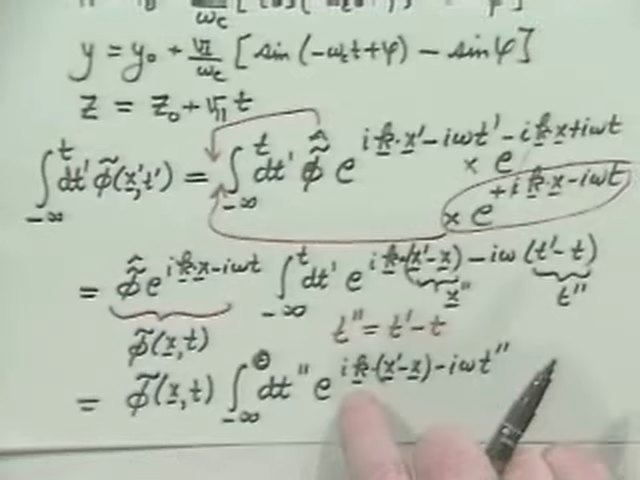 y = y₀ + v⊥/ω_c [ sin (-ω_c t + φ) - sin φ ]
z = z₀ + v∥ t
∫_{-∞}^{t} dt' φ̃(x',t') = ∫_{-∞}^{t} dt' φ̃̂ e^{i k·x' - iωt'} × e^{-i k·x + iωt}
× e^{+i k·x - iωt}
= φ̃̂ e^{i k·x - iωt} ∫_{-∞}^{t} dt' e^{i k·(x'-x) - iω (t'-t)}
x'' t''
φ̃(x,t) t'' = t' - t
= φ̃(x,t) ∫_{-∞}^{0} dt'' e^{i k·(x'-x) - iωt''}